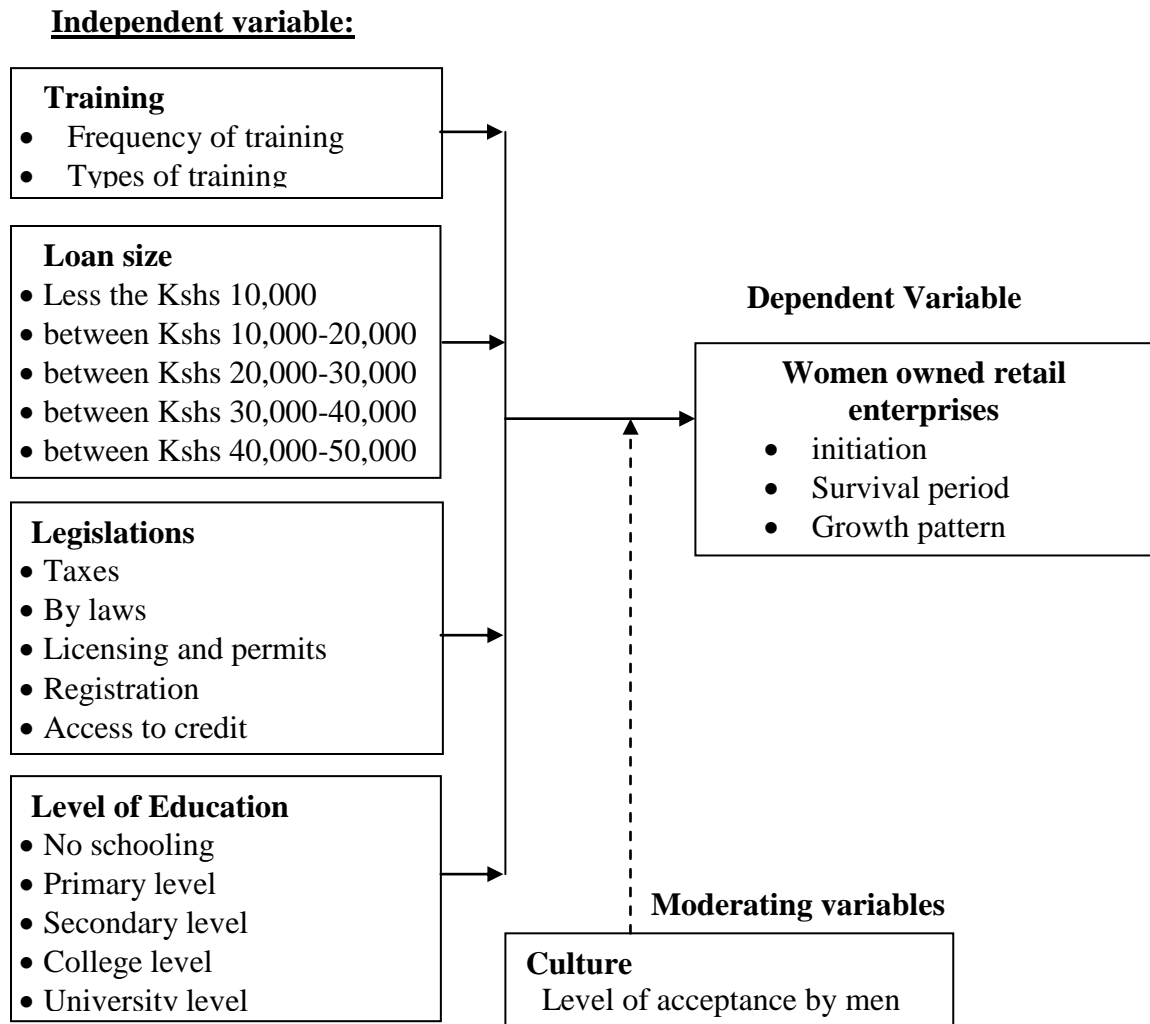 Independent variable:
Training
• Frequency of training
• Types of training
Loan size
• Less the Kshs 10,000
• between Kshs 10,000-20,000
• between Kshs 20,000-30,000
• between Kshs 30,000-40,000
• between Kshs 40,000-50,000
Legislations
• Taxes
• By laws
• Licensing and permits
• Registration
• Access to credit
Level of Education
• No schooling
• Primary level
• Secondary level
• College level
• University level
Dependent Variable
Women owned retail
enterprises
• initiation
• Survival period
• Growth pattern
Moderating variables
Culture
Level of acceptance by men